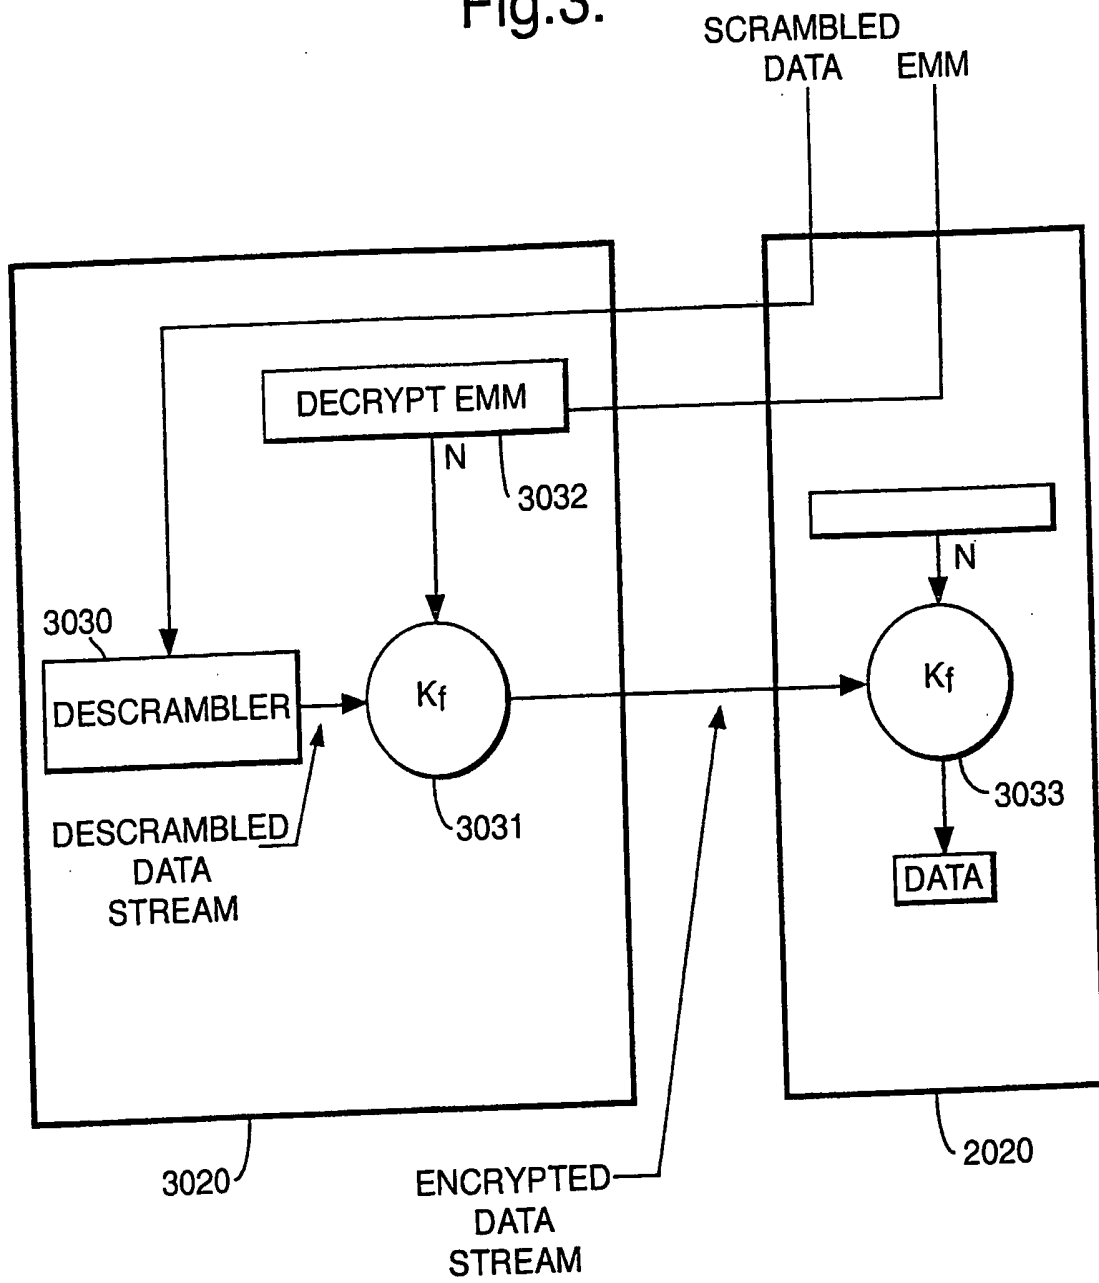 Fig.3.
SCRAMBLED
DATA
EMM
DECRYPT EMM
N
3032
N
3030
DESCRAMBLER
Kf
Kf
3031
3033
DESCRAMBLED
DATA
STREAM
DATA
3020
2020
ENCRYPTED
DATA
STREAM